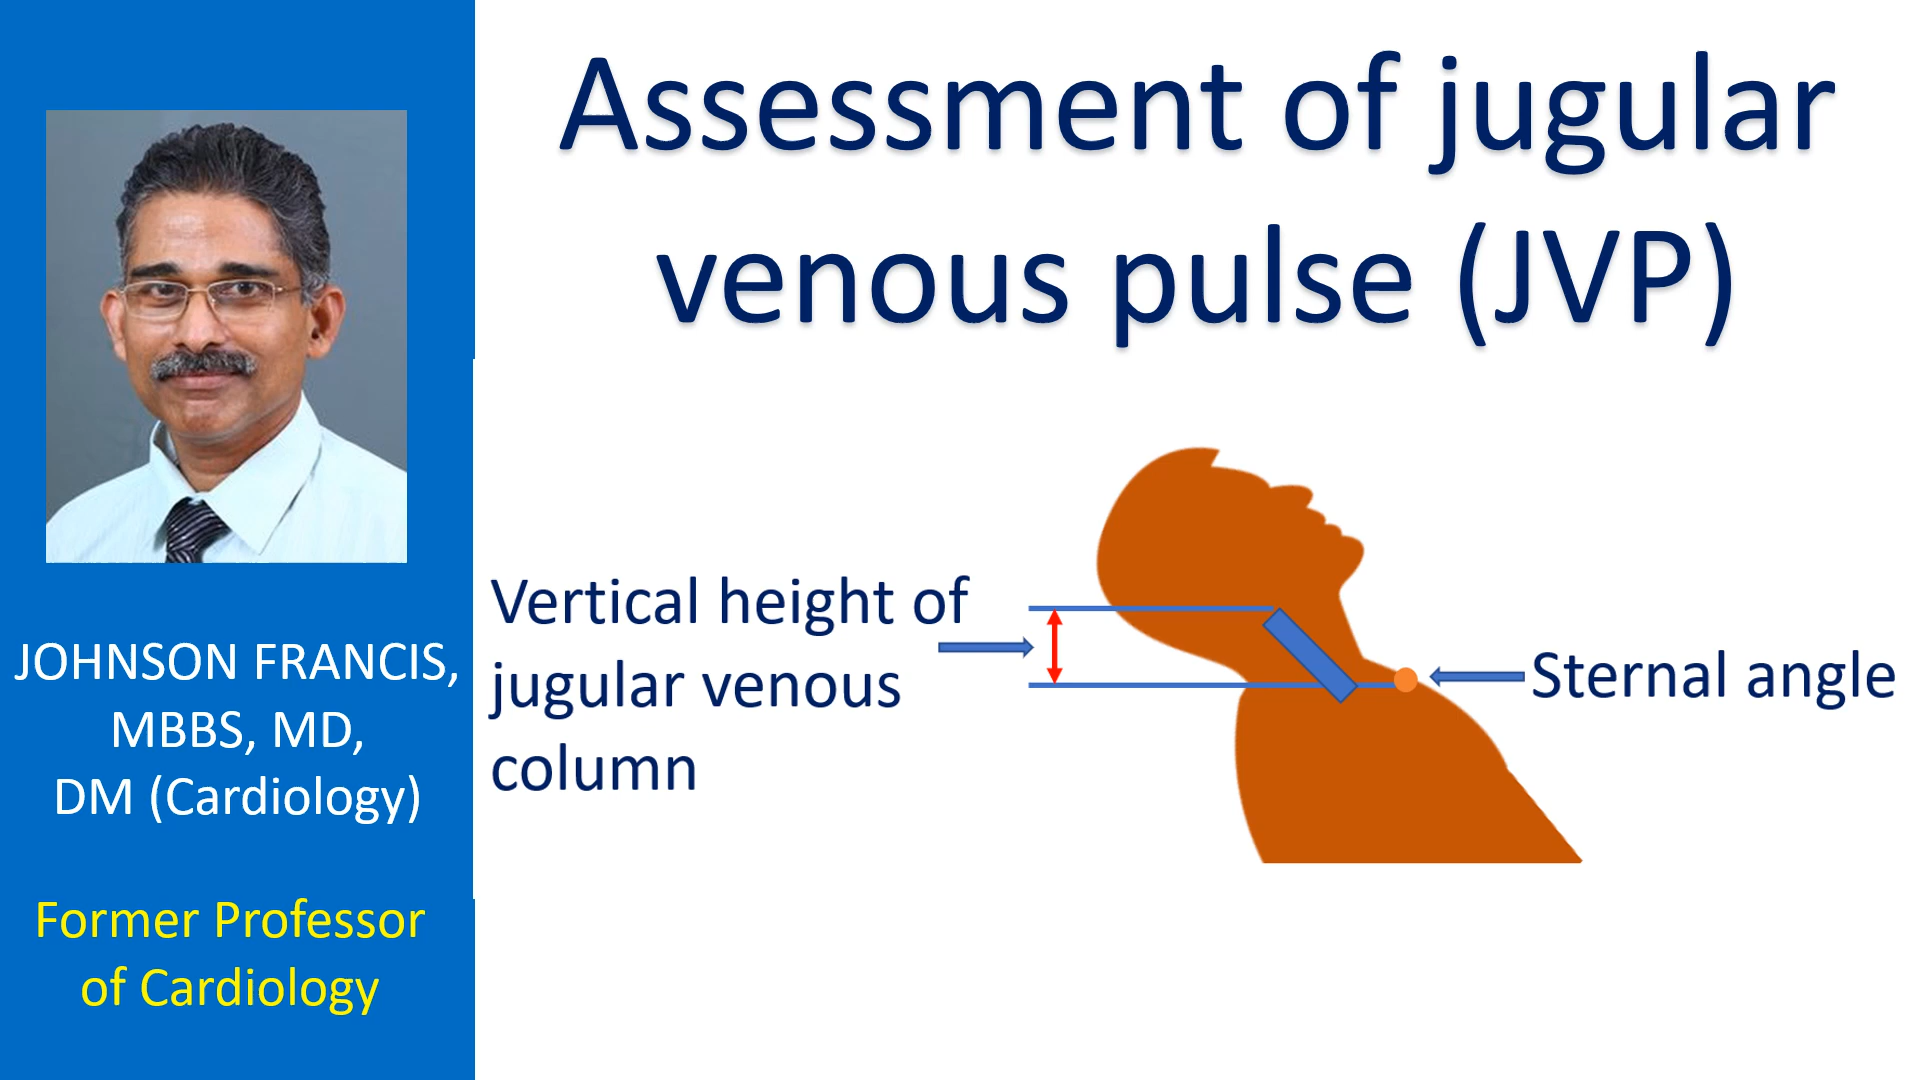 Assessment of jugular
venous pulse (JVP)
JOHNSON FRANCIS,
MBBS, MD,
DM (Cardiology)
Former Professor
of Cardiology
Vertical height of
jugular venous
column
Sternal angle